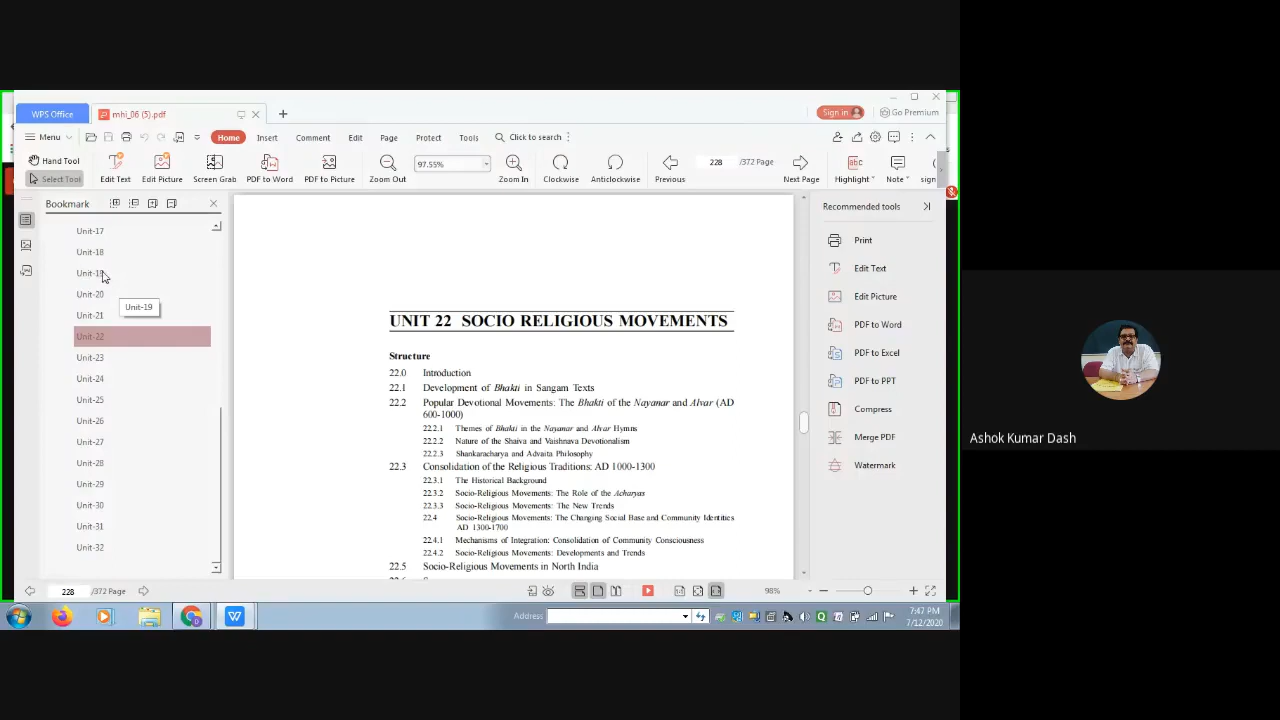 WPS Office
mhi_06 (5).pdf
Sign in
Go Premium
Menu
Home
Insert
Comment
Edit
Page
Protect
Tools
Click to search
Hand Tool
Select Tool
Edit Text
Edit Picture
Screen Grab
PDF to Word
PDF to Picture
Zoom Out
97.55%
Zoom In
Clockwise
Anticlockwise
Previous
228
/372 Page
Next Page
Highlight
Note
sign
Bookmark
Unit-17
Unit-18
Unit-19
Unit-20
Unit-19
Unit-21
Unit-22
Unit-23
Unit-24
Unit-25
Unit-26
Unit-27
Unit-28
Unit-29
Unit-30
Unit-31
Unit-32
UNIT 22 SOCIO RELIGIOUS MOVEMENTS
Structure
22.0 Introduction
22.1 Development of Bhakti in Sangam Texts
22.2 Popular Devotional Movements: The Bhakti of the Nayanar and Alvar (AD
600-1000)
22.2.1 Themes of Bhakti in the Nayanar and Alvar Hymns
22.2.2 Nature of the Shaiva and Vaishnava Devotionalism
22.2.3 Shankaracharya and Advaita Philosophy
22.3 Consolidation of the Religious Traditions: AD 1000-1300
22.3.1 The Historical Background
22.3.2 Socio-Religious Movements: The Role of the Acharyas
22.3.3 Socio-Religious Movements: The New Trends
22.4 Socio-Religious Movements: The Changing Social Base and Community Identities
AD 1300-1700
22.4.1 Mechanisms of Integration: Consolidation of Community Consciousness
22.4.2 Socio-Religious Movements: Developments and Trends
22.5 Socio-Religious Movements in North India
Recommended tools
Print
Edit Text
Edit Picture
PDF to Word
PDF to Excel
PDF to PPT
Compress
Merge PDF
Watermark
228
/372 Page
98%
Address
7:47 PM
7/12/2020
Ashok Kumar Dash